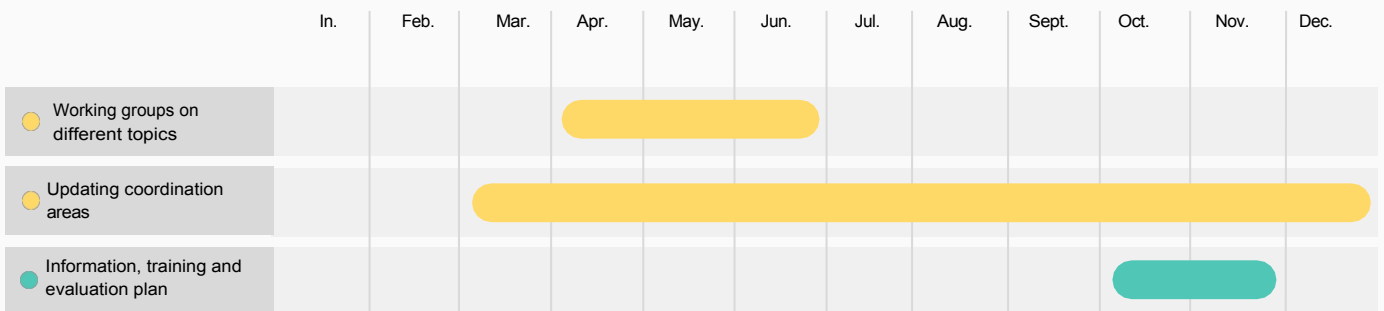 In. Feb. Mar. Apr. May. Jun. Jul. Aug. Sept. Oct. Nov. Dec.
Working groups on
different topics
Updating coordination
areas
Information, training and
evaluation plan